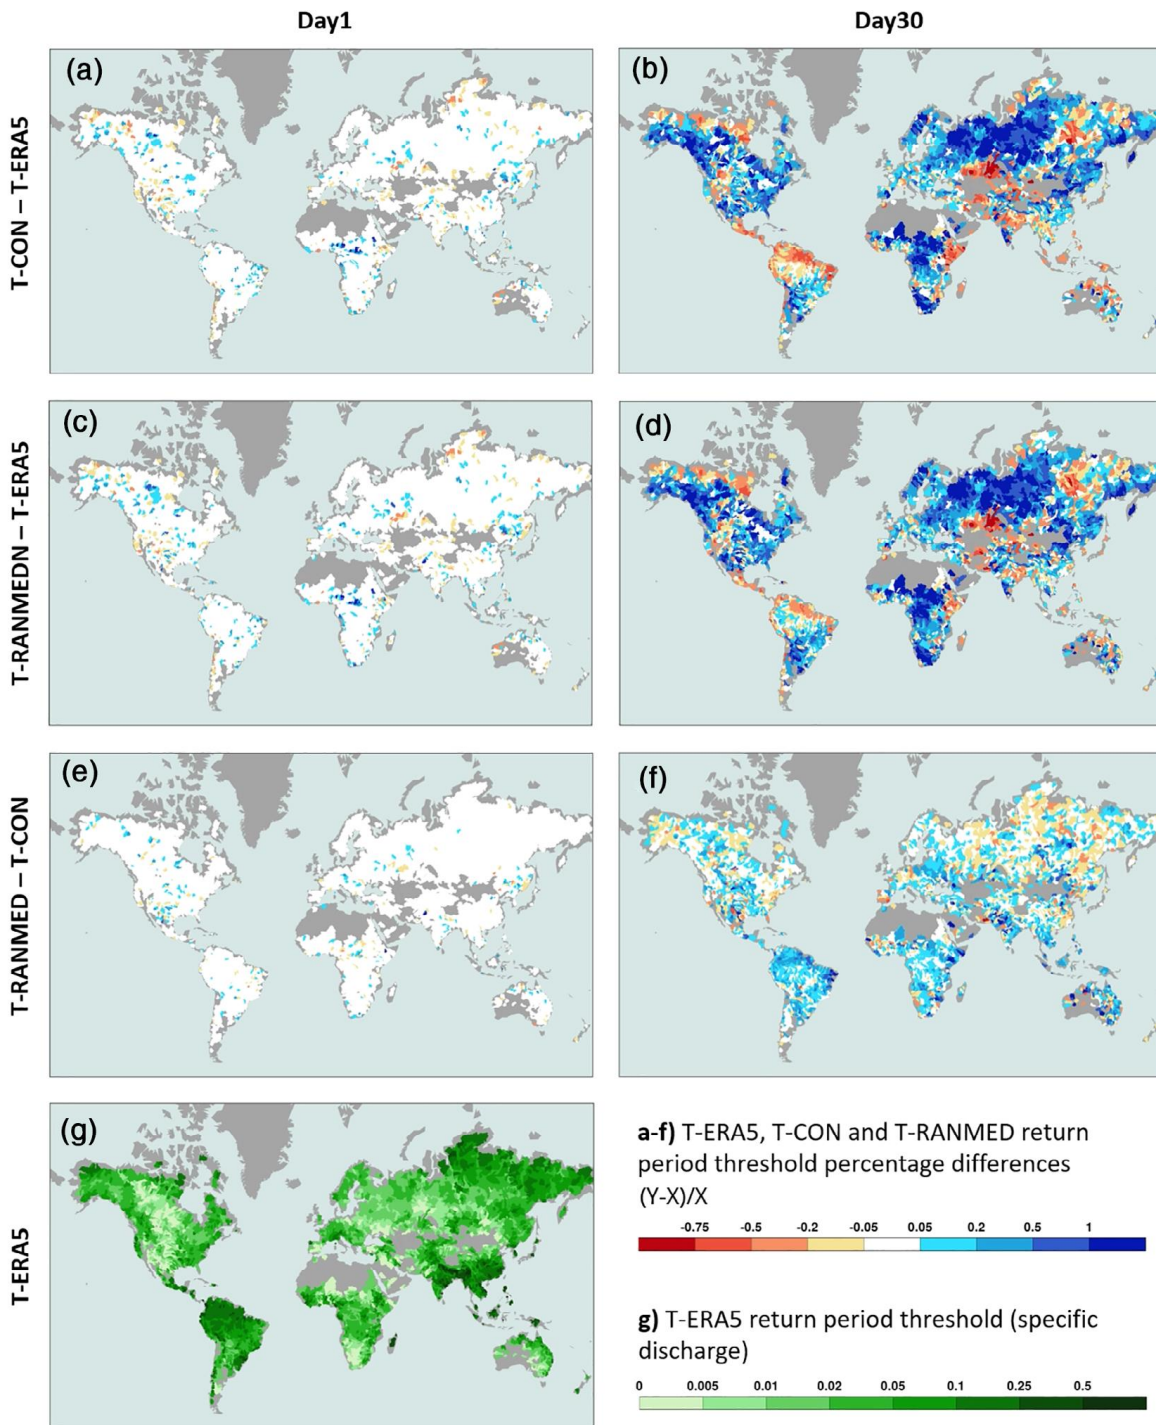 Day1
Day30
T-CON – T-ERA5
(a)
(b)
T-RANMEDN – T-ERA5
(c)
(d)
T-RANMED – T-CON
(e)
(f)
T-ERA5
(g)
a-f) T-ERA5, T-CON and T-RANMED return
period threshold percentage differences
(Y-X)/X
-0.75 -0.5 -0.2 -0.05 0.05 0.2 0.5 1
g) T-ERA5 return period threshold (specific
discharge)
0 0.005 0.01 0.02 0.05 0.1 0.25 0.5